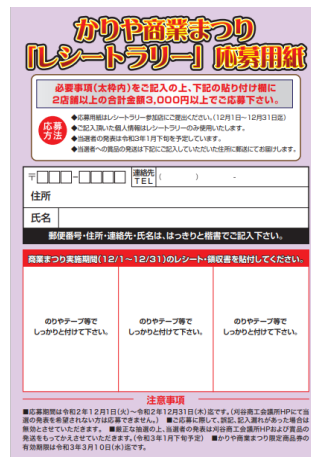 かりや商業まつり
「レシートラリー」応募用紙
必要事項(太枠内)をご記入の上、下記の貼り付け欄に
2店舗以上の合計金額3,000円以上でご応募下さい。
応募
方法
◆応募用紙はレシートラリー参加店にご提出ください。(12月1日〜12月31日迄)
◆ご記入頂いた個人情報はレシートラリーのみ使用いたします。
◆当選者の発表は令和3年1月下旬を予定しています。
◆当選者への賞品の発送は下記にご記入していただいた住所に郵送にてお届けします。
〒 - 連絡先 TEL ( ) -
住所
氏名
郵便番号・住所・連絡先・氏名は、はっきりと楷書でご記入下さい。
商業まつり実施期間(12/1〜12/31)のレシート・領収書を貼付してください。
のりやテープ等で
しっかりと付けて下さい。
のりやテープ等で
しっかりと付けて下さい。
のりやテープ等で
しっかりと付けて下さい。
注意事項
■応募期間は令和2年12月1日(火)〜令和2年12月31日(木)迄です。(刈谷商工会議所HPにて当
選の発表を希望されない方は応募できません。) ■ご応募に際して、誤記、記入漏れがあった場合は
無効とさせていただきます。 ■厳正な抽選の上、当選者の発表は刈谷商工会議所HPおよび賞品の
発送をもってかえさせていただきます。(令和3年1月下旬予定) ■かりや商業まつり限定商品券の
有効期限は令和3年3月10日(水)迄です。